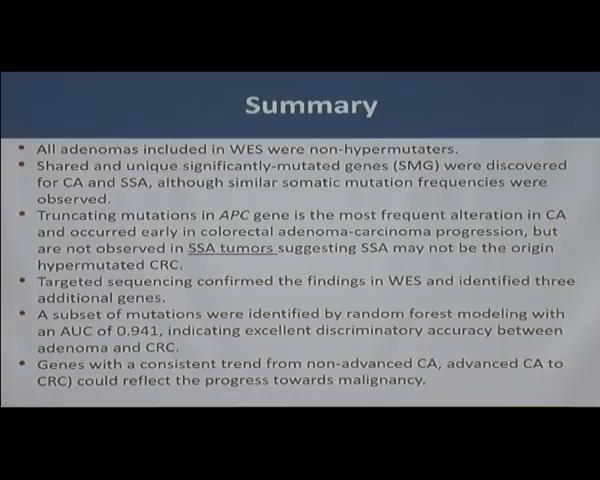 Summary
• All adenomas included in WES were non-hypermutaters.
• Shared and unique significantly-mutated genes (SMG) were discovered
for CA and SSA, although similar somatic mutation frequencies were
observed.
• Truncating mutations in APC gene is the most frequent alteration in CA
and occurred early in colorectal adenoma-carcinoma progression, but
are not observed in SSA tumors suggesting SSA may not be the origin
hypermutated CRC.
• Targeted sequencing confirmed the findings in WES and identified three
additional genes.
• A subset of mutations were identified by random forest modeling with
an AUC of 0.941, indicating excellent discriminatory accuracy between
adenoma and CRC.
• Genes with a consistent trend from non-advanced CA, advanced CA to
CRC) could reflect the progress towards malignancy.